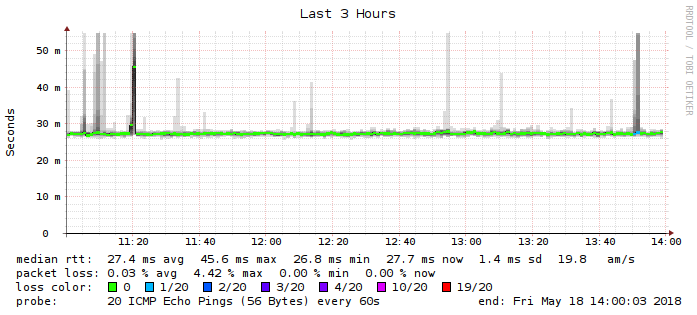 Last 3 Hours
RRDTOOL / TOBI OETIKER
Seconds
50 m
40 m
30 m
20 m
10 m
0
11:20 11:40 12:00 12:20 12:40 13:00 13:20 13:40 14:00
median rtt: 27.4 ms avg 45.6 ms max 26.8 ms min 27.7 ms now 1.4 ms sd 19.8 am/s
packet loss: 0.03 % avg 4.42 % max 0.00 % min 0.00 % now
loss color: 0 1/20 2/20 3/20 4/20 10/20 19/20
probe: 20 ICMP Echo Pings (56 Bytes) every 60s end: Fri May 18 14:00:03 2018